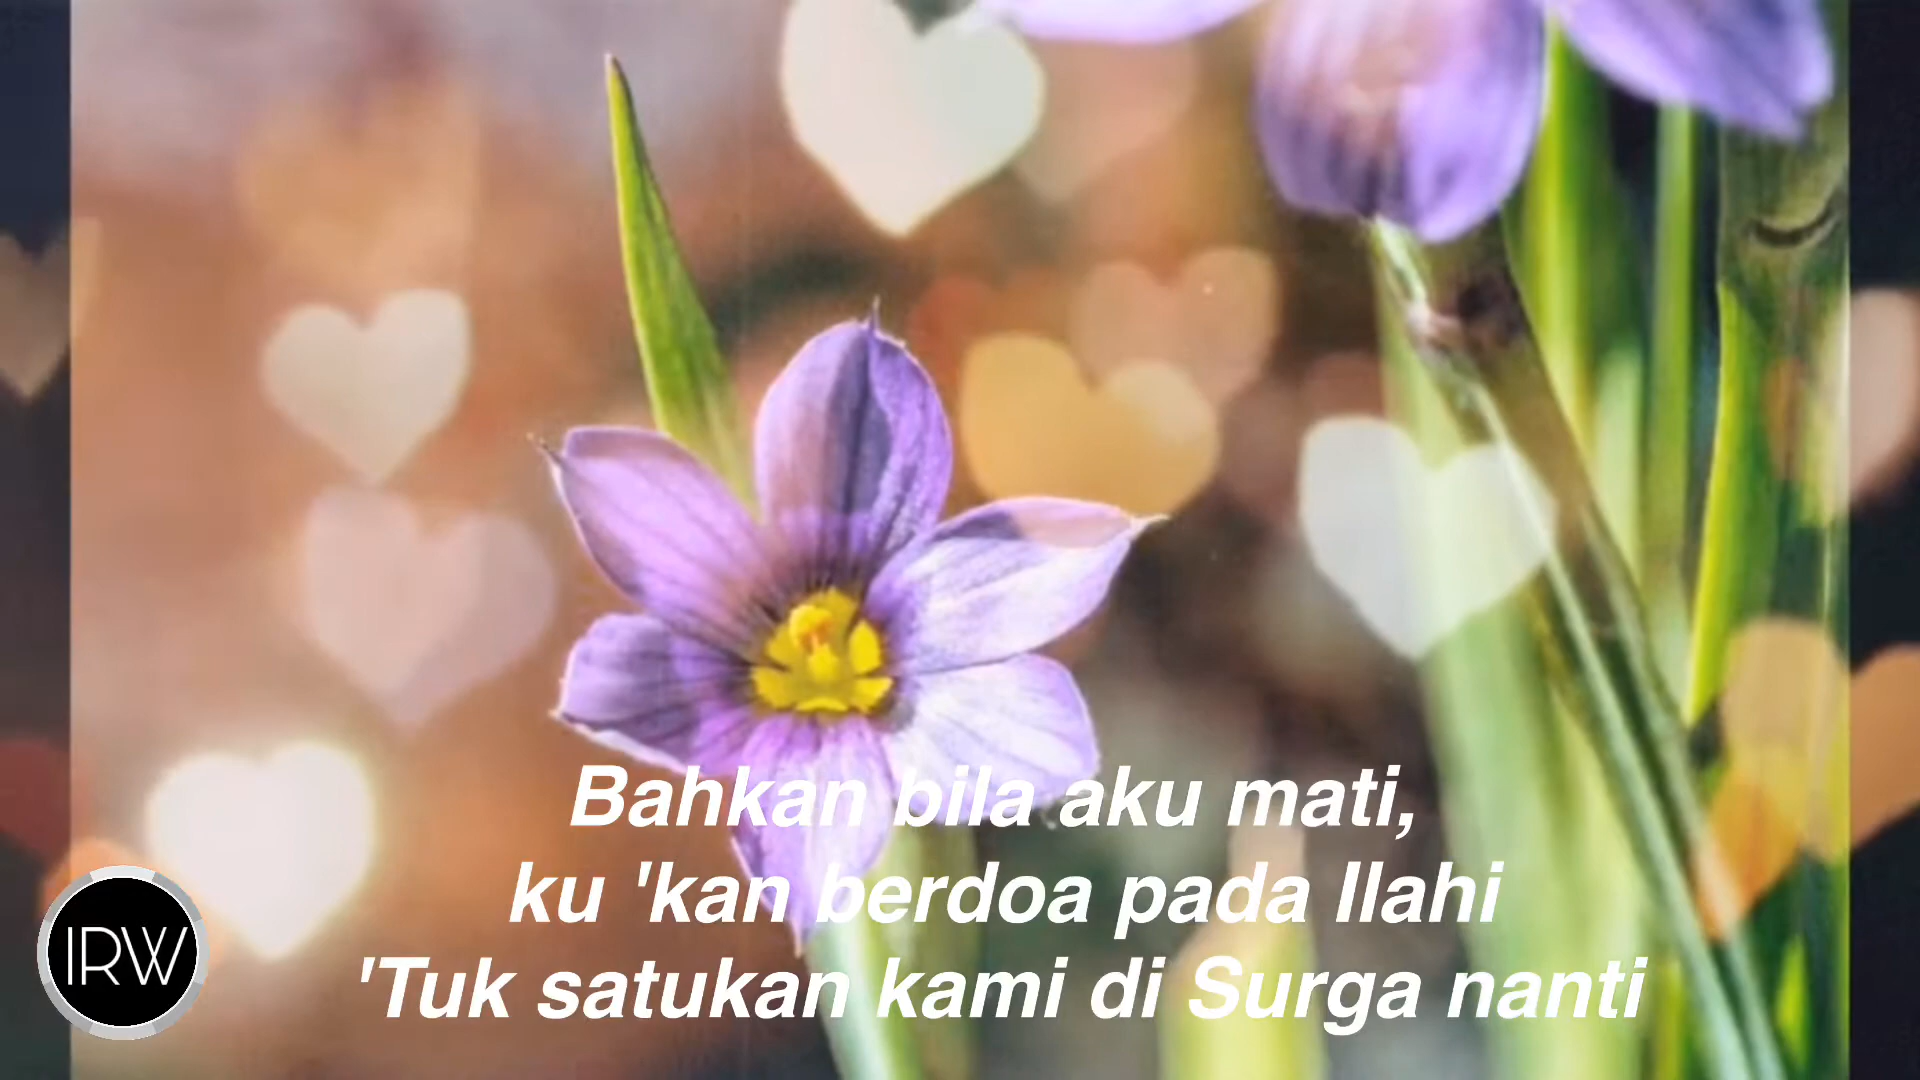 Bahkan bila aku mati,
ku 'kan berdoa pada Ilahi
'Tuk satukan kami di Surga nanti
IRW